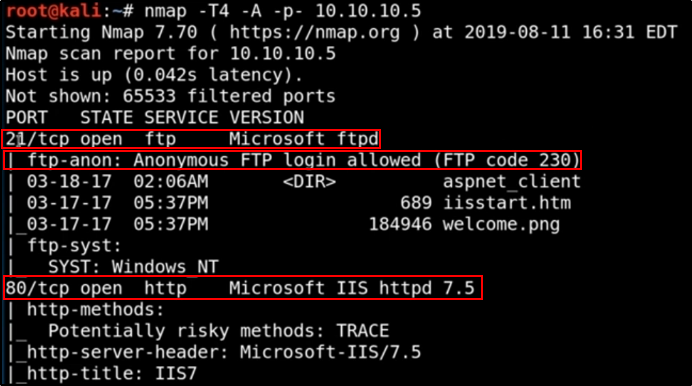 root@kali:~# nmap -T4 -A -p- 10.10.10.5
Starting Nmap 7.70 ( https://nmap.org ) at 2019-08-11 16:31 EDT
Nmap scan report for 10.10.10.5
Host is up (0.042s latency).
Not shown: 65533 filtered ports
PORT   STATE SERVICE VERSION
21/tcp open  ftp     Microsoft ftpd
| ftp-anon: Anonymous FTP login allowed (FTP code 230)
| 03-18-17  02:06AM       <DIR>          aspnet_client
| 03-17-17  05:37PM                  689 iisstart.htm
|_03-17-17  05:37PM               184946 welcome.png
| ftp-syst:
|_  SYST: Windows_NT
80/tcp open  http    Microsoft IIS httpd 7.5
| http-methods:
|_  Potentially risky methods: TRACE
|_http-server-header: Microsoft-IIS/7.5
|_http-title: IIS7